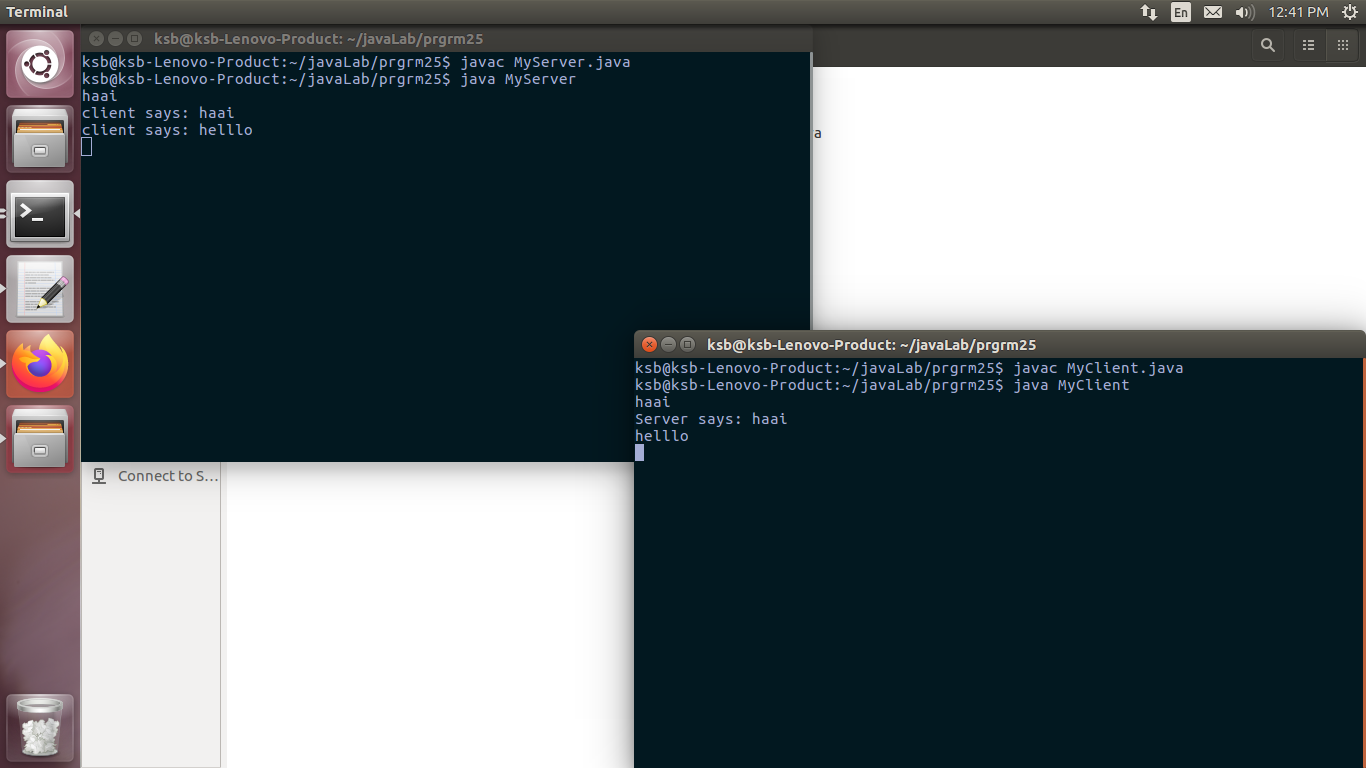 Terminal
En
12:41 PM
ksb@ksb-Lenovo-Product: ~/javaLab/prgrm25
ksb@ksb-Lenovo-Product:~/javaLab/prgrm25$ javac MyServer.java
ksb@ksb-Lenovo-Product:~/javaLab/prgrm25$ java MyServer
haai
client says: haai
client says: helllo
a
ksb@ksb-Lenovo-Product: ~/javaLab/prgrm25
ksb@ksb-Lenovo-Product:~/javaLab/prgrm25$ javac MyClient.java
ksb@ksb-Lenovo-Product:~/javaLab/prgrm25$ java MyClient
haai
Server says: haai
helllo
Connect to S...